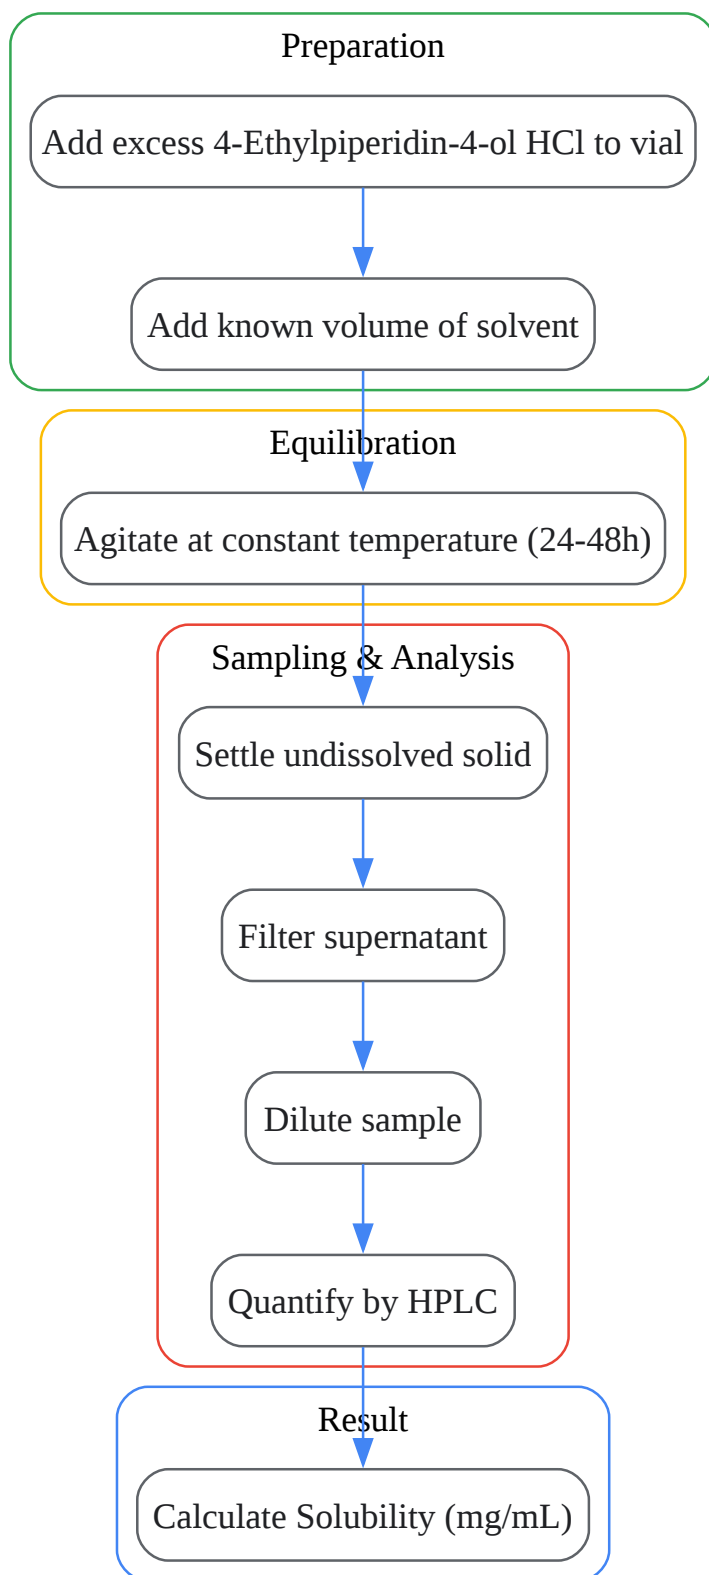 Preparation
Add excess 4-Ethylpiperidin-4-ol HCl to vial
Add known volume of solvent
Equilibration
Agitate at constant temperature (24-48h)
Sampling & Analysis
Settle undissolved solid
Filter supernatant
Dilute sample
Quantify by HPLC
Result
Calculate Solubility (mg/mL)